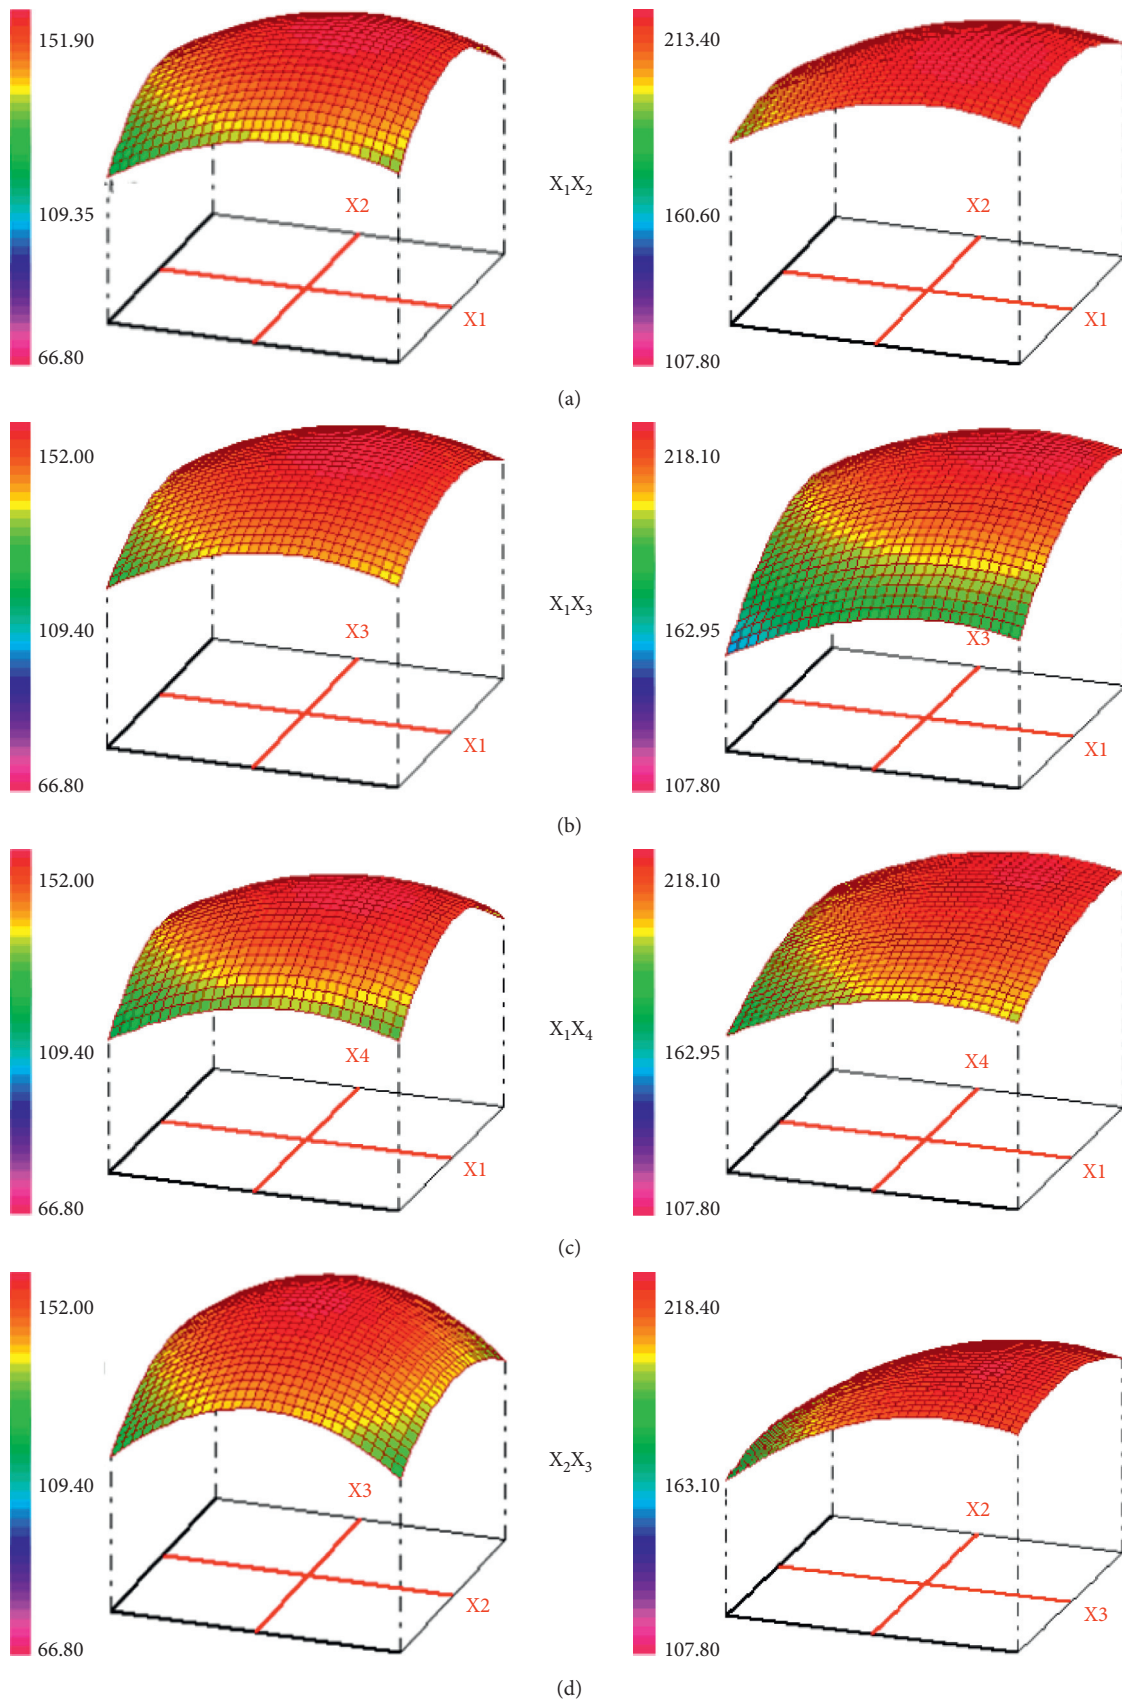 151.90
109.35
66.80
X2
X1
X₁X₂
213.40
160.60
107.80
X2
X1
(a)
152.00
109.40
66.80
X3
X1
X₁X₃
218.10
162.95
107.80
X3
X1
(b)
152.00
109.40
66.80
X4
X1
X₁X₄
218.10
162.95
107.80
X4
X1
(c)
152.00
109.40
66.80
X3
X2
X₂X₃
218.40
163.10
107.80
X2
X3
(d)